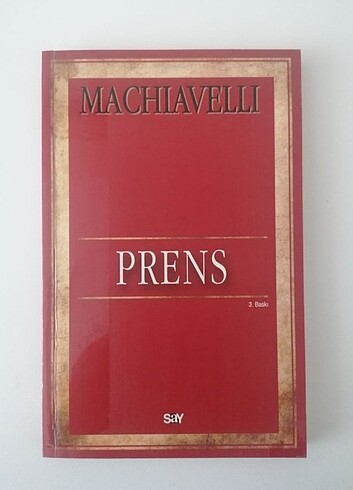 MACHIAVELLI
PRENS
3. Baskı
say